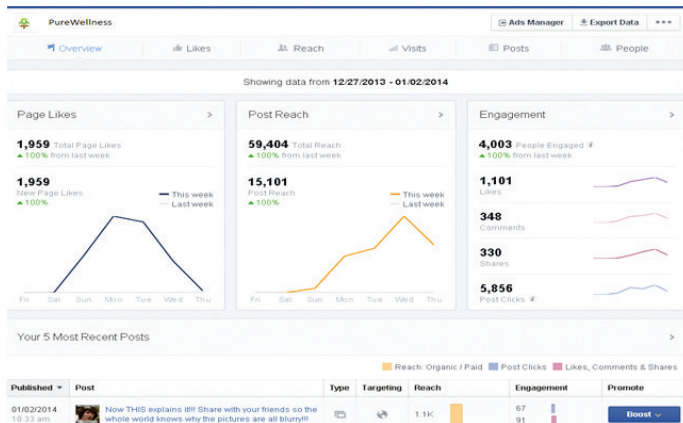 PureWellness
Ads Manager
Export Data
Overview
Likes
Reach
Visits
Posts
People
Showing data from 12/27/2013 - 01/02/2014
Page Likes >
1,959 Total Page Likes
▲ 100% from last week
1,959
New Page Likes
▲ 100%
This week
Last week
Fri Sat Sun Mon Tue Wed Thu
Post Reach >
59,404 Total Reach
▲ 100% from last week
15,101
Post Reach
▲ 100%
This week
Last week
Fri Sat Sun Mon Tue Wed Thu
Engagement >
4,003 People Engaged
▲ 100% from last week
1,101
Likes
348
Comments
330
Shares
5,856
Post Clicks
Your 5 Most Recent Posts >
Reach: Organic / Paid Post Clicks Likes, Comments & Shares
Published Post Type Targeting Reach Engagement Promote
01/02/2014
10:33 am
Now THIS explains it!!! Share with your friends so the
whole world knows why the pictures are all blurry!!!
1.1K
67
91
Boost